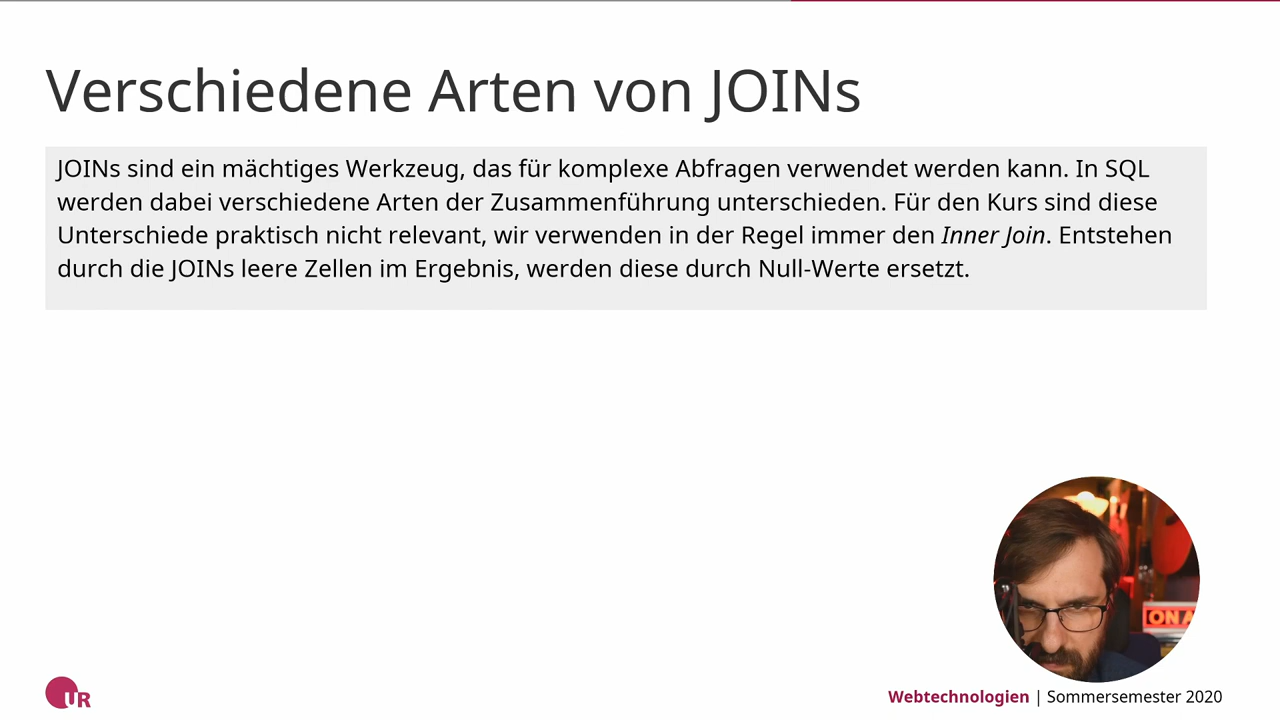 Verschiedene Arten von JOINs
JOINs sind ein mächtiges Werkzeug, das für komplexe Abfragen verwendet werden kann. In SQL
werden dabei verschiedene Arten der Zusammenführung unterschieden. Für den Kurs sind diese
Unterschiede praktisch nicht relevant, wir verwenden in der Regel immer den Inner Join. Entstehen
durch die JOINs leere Zellen im Ergebnis, werden diese durch Null-Werte ersetzt.
ON A
UR
Webtechnologien | Sommersemester 2020